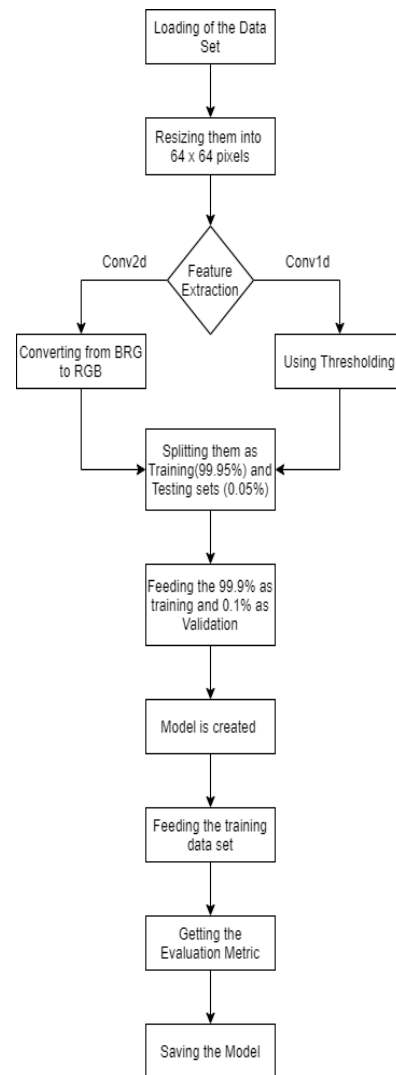 Loading of the Data
Set
Resizing them into
64 x 64 pixels
Feature
Extraction
Conv2d
Conv1d
Converting from BRG
to RGB
Using Thresholding
Splitting them as
Training(99.95%) and
Testing sets (0.05%)
Feeding the 99.9% as
training and 0.1% as
Validation
Model is created
Feeding the training
data set
Getting the
Evaluation Metric
Saving the Model